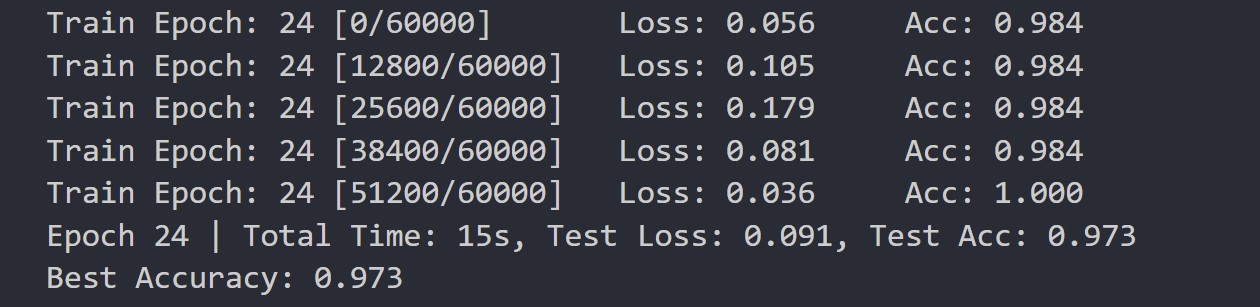 Train Epoch: 24 [0/60000] Loss: 0.056 Acc: 0.984
Train Epoch: 24 [12800/60000] Loss: 0.105 Acc: 0.984
Train Epoch: 24 [25600/60000] Loss: 0.179 Acc: 0.984
Train Epoch: 24 [38400/60000] Loss: 0.081 Acc: 0.984
Train Epoch: 24 [51200/60000] Loss: 0.036 Acc: 1.000
Epoch 24 | Total Time: 15s, Test Loss: 0.091, Test Acc: 0.973
Best Accuracy: 0.973